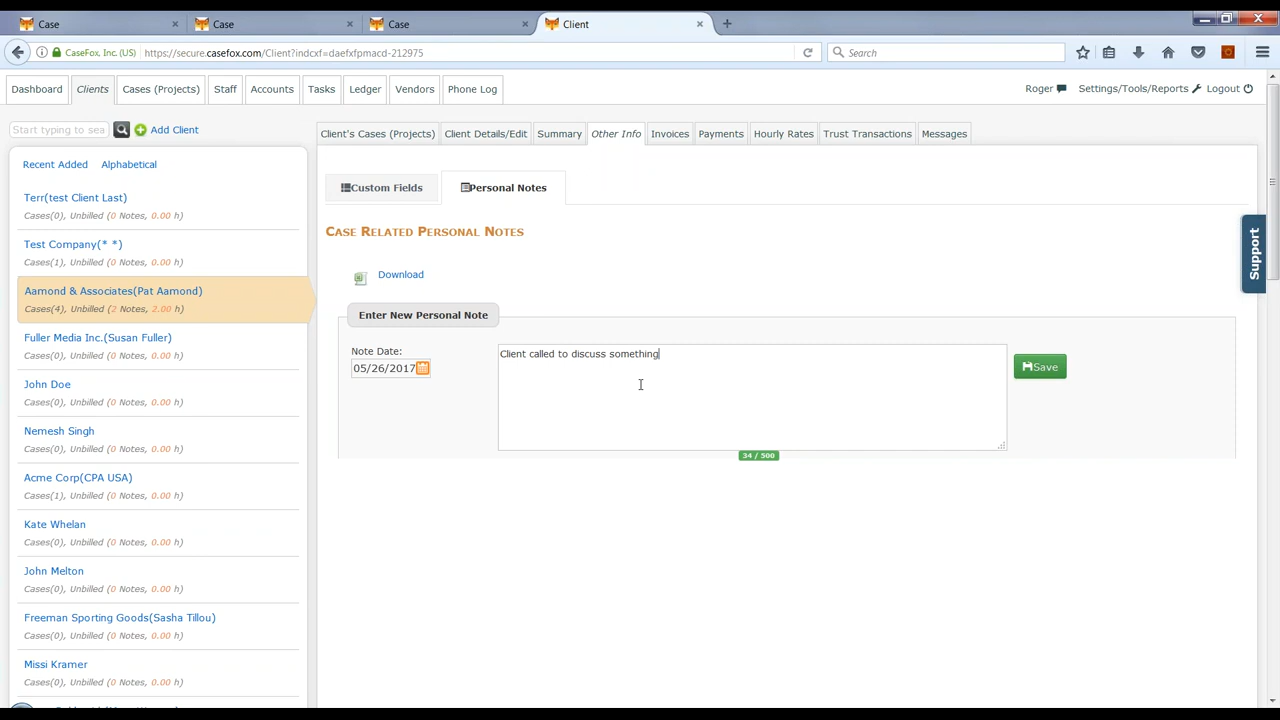 Case
Case
Case
Client
CaseFox, Inc. (US)
https://secure.casefox.com/Client?indcxf=daefxfpmacd-212975
Search
Dashboard
Clients
Cases (Projects)
Staff
Accounts
Tasks
Ledger
Vendors
Phone Log
Roger
Settings/Tools/Reports
Logout
Start typing to sea
Add Client
Client's Cases (Projects)
Client Details/Edit
Summary
Other Info
Invoices
Payments
Hourly Rates
Trust Transactions
Messages
Recent Added
Alphabetical
Terr(test Client Last)
Cases(0), Unbilled (0 Notes, 0.00 h)
Test Company(* *)
Cases(1), Unbilled (0 Notes, 0.00 h)
Aamond & Associates(Pat Aamond)
Cases(4), Unbilled (2 Notes, 2.00 h)
Fuller Media Inc.(Susan Fuller)
Cases(0), Unbilled (0 Notes, 0.00 h)
John Doe
Cases(0), Unbilled (0 Notes, 0.00 h)
Nemesh Singh
Cases(0), Unbilled (0 Notes, 0.00 h)
Acme Corp(CPA USA)
Cases(1), Unbilled (0 Notes, 0.00 h)
Kate Whelan
Cases(0), Unbilled (0 Notes, 0.00 h)
John Melton
Cases(0), Unbilled (0 Notes, 0.00 h)
Freeman Sporting Goods(Sasha Tillou)
Cases(0), Unbilled (0 Notes, 0.00 h)
Missi Kramer
Cases(0), Unbilled (0 Notes, 0.00 h)
Custom Fields
Personal Notes
Case Related Personal Notes
Download
Enter New Personal Note
Note Date:
05/26/2017
Client called to discuss something
Save
34 / 500
Support